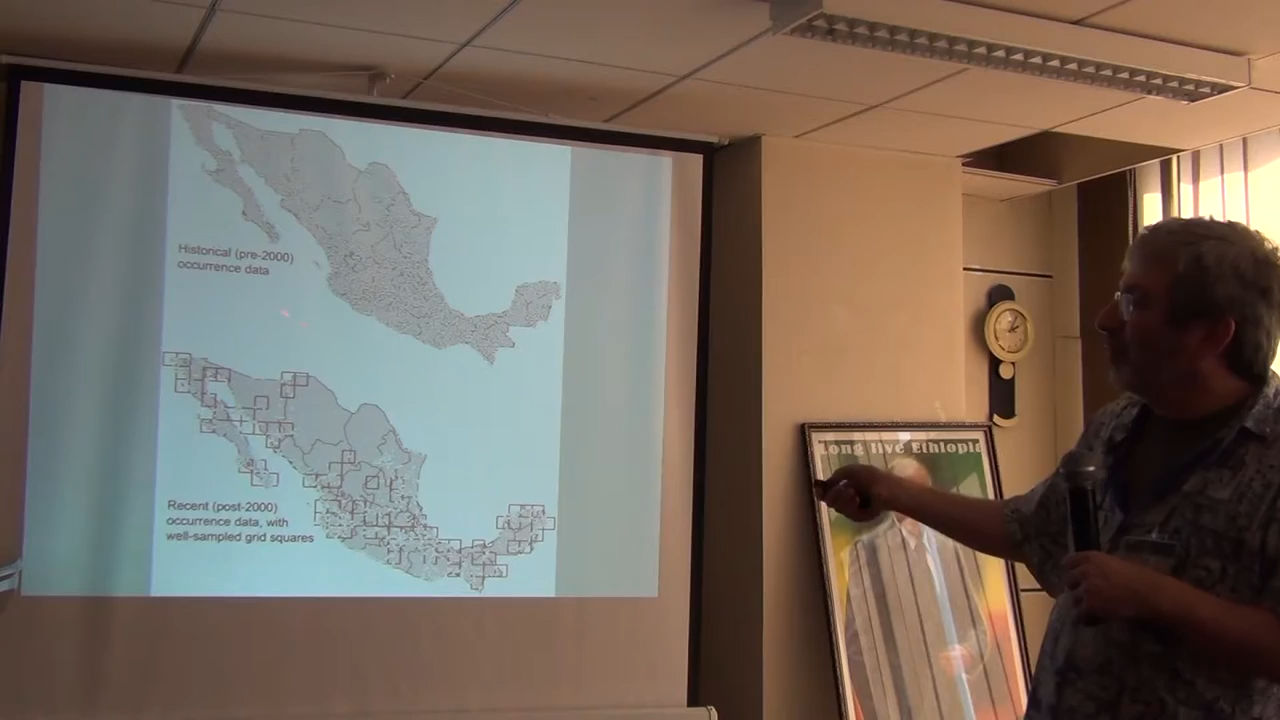 Historical (pre-2000)
occurrence data
Recent (post-2000)
occurrence data, with
well-sampled grid squares
Long live Ethiopia